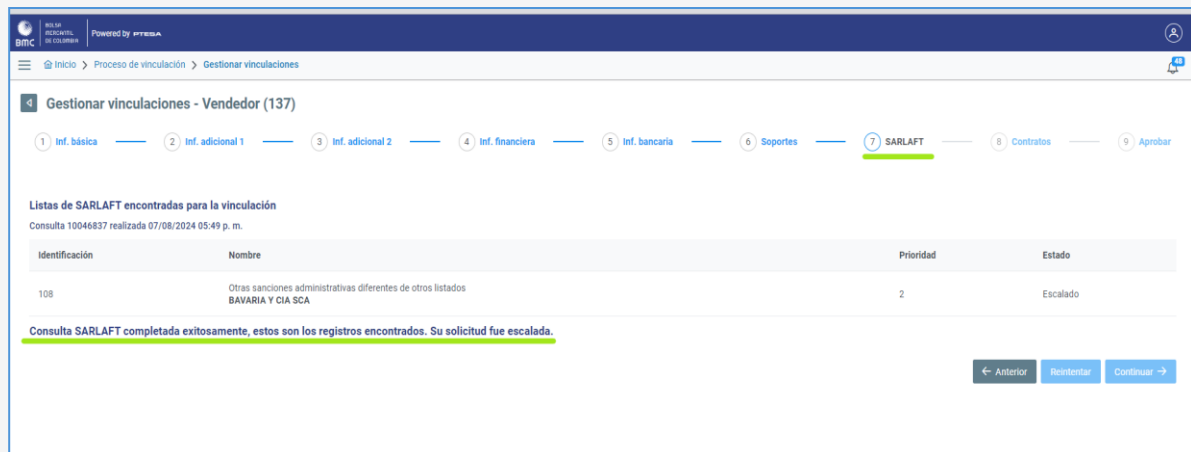 BMC
BOLSA
MERCANTIL
DE COLOMBIA
Powered by PTESA
Inicio > Proceso de vinculación > Gestionar vinculaciones
48
Gestionar vinculaciones - Vendedor (137)
1 Inf. básica 2 Inf. adicional 1 3 Inf. adicional 2 4 Inf. financiera 5 Inf. bancaria 6 Soportes 7 SARLAFT 8 Contratos 9 Aprobar
Listas de SARLAFT encontradas para la vinculación
Consulta 10046837 realizada 07/08/2024 05:49 p. m.
Identificación Nombre Prioridad Estado
108 Otras sanciones administrativas diferentes de otros listados 2 Escalado
BAVARIA Y CIA SCA
Consulta SARLAFT completada exitosamente, estos son los registros encontrados. Su solicitud fue escalada.
← Anterior Reintentar Continuar →